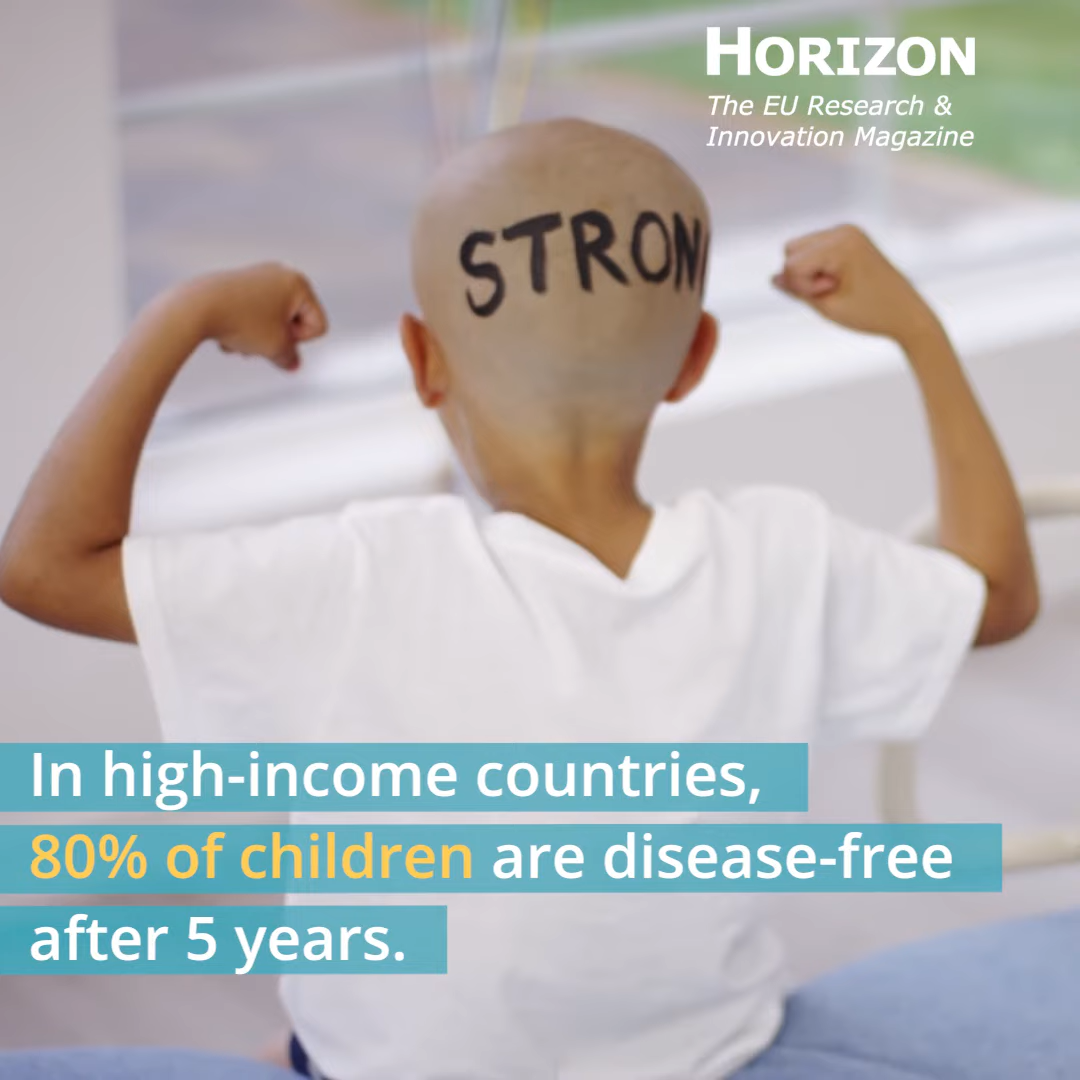 HORIZON
The EU Research &
Innovation Magazine
STRON
In high-income countries,
80% of children are disease-free
after 5 years.